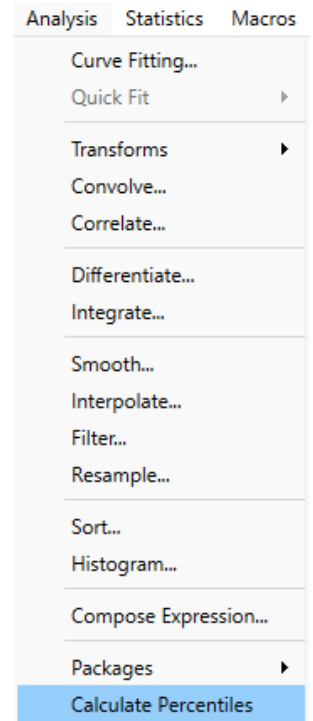 Analysis Statistics Macros
Curve Fitting...
Quick Fit
Transforms
Convolve...
Correlate...
Differentiate...
Integrate...
Smooth...
Interpolate...
Filter...
Resample...
Sort...
Histogram...
Compose Expression...
Packages
Calculate Percentiles